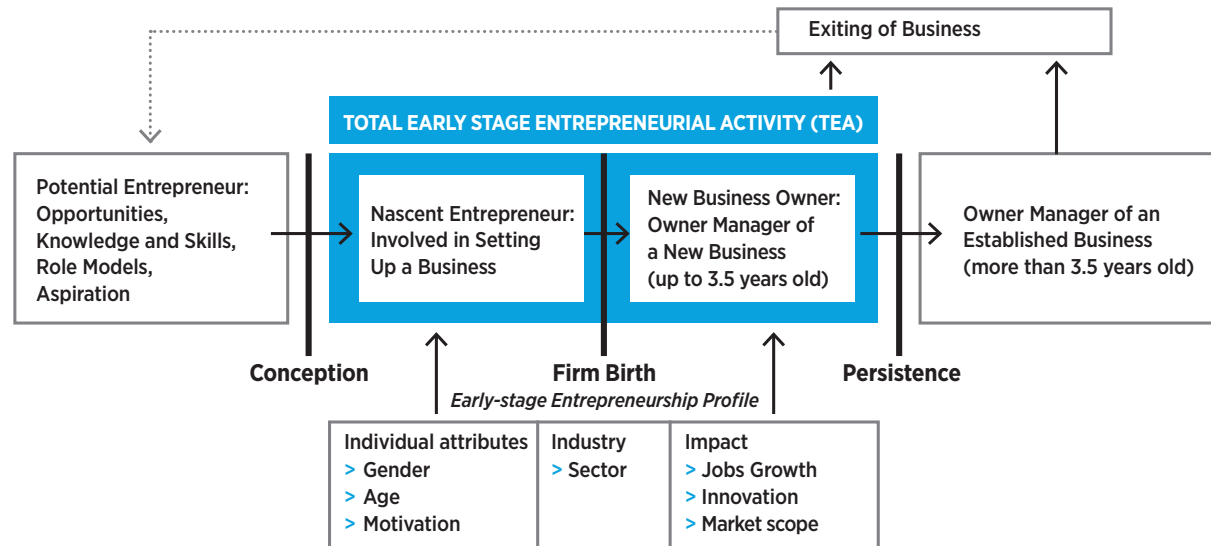 Exiting of Business
TOTAL EARLY STAGE ENTREPRENEURIAL ACTIVITY (TEA)
Potential Entrepreneur:
Opportunities,
Knowledge and Skills,
Role Models,
Aspiration
Nascent Entrepreneur:
Involved in Setting
Up a Business
New Business Owner:
Owner Manager of
a New Business
(up to 3.5 years old)
Owner Manager of an
Established Business
(more than 3.5 years old)
Conception
Firm Birth
Persistence
Early-stage Entrepreneurship Profile
Individual attributes
> Gender
> Age
> Motivation
Industry
> Sector
Impact
> Jobs Growth
> Innovation
> Market scope